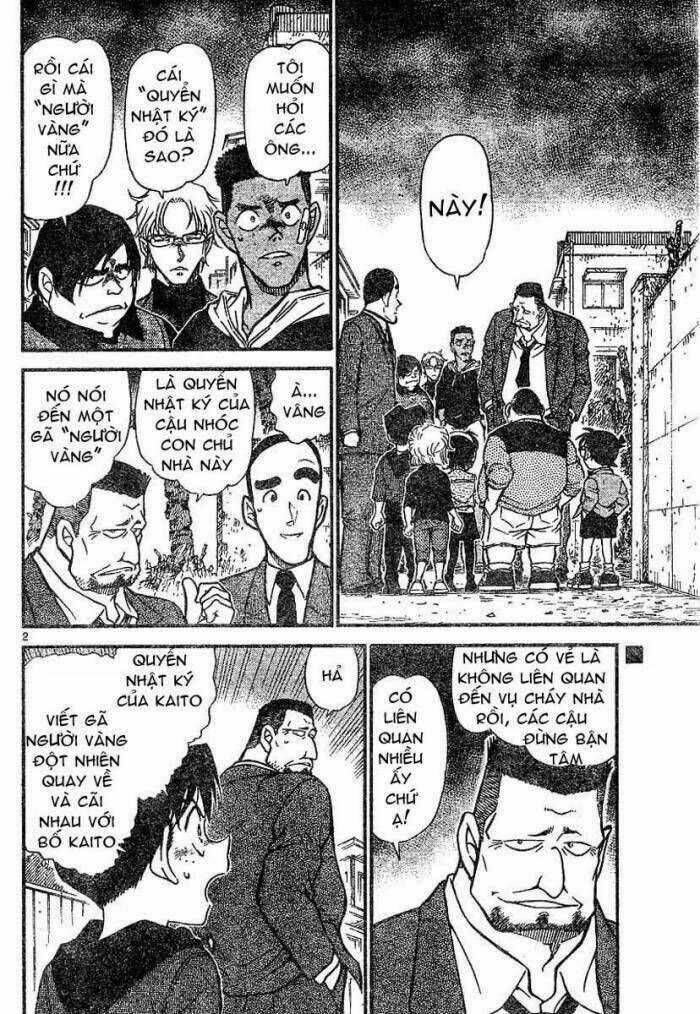 NÀY!
TÔI
MUỐN
HỎI
CÁC
ÔNG...
CÁI
"QUYỂN
NHẬT KÝ"
ĐÓ LÀ
SAO?
RỒI CÁI
GÌ MÀ
"NGƯỜI
VÀNG"
NỮA
CHỨ
!!!
À...
VÂNG
LÀ QUYỂN
NHẬT KÝ CỦA
CẬU NHÓC
CON CHỦ
NHÀ NÀY
NÓ NÓI
ĐẾN MỘT
GÃ "NGƯỜI
VÀNG"
2
NHƯNG CÓ VẺ LÀ
KHÔNG LIÊN QUAN
ĐẾN VỤ CHÁY NHÀ
RỒI, CÁC CẬU
ĐỪNG BẬN
TÂM
CÓ
LIÊN
QUAN
NHIỀU
ẤY
CHỨ
Ạ!
HẢ
QUYỂN
NHẬT KÝ
CỦA KAITO
VIẾT GÃ
NGƯỜI VÀNG
ĐỘT NHIÊN
QUAY VỀ
VÀ CÃI
NHAU VỚI
BỐ KAITO